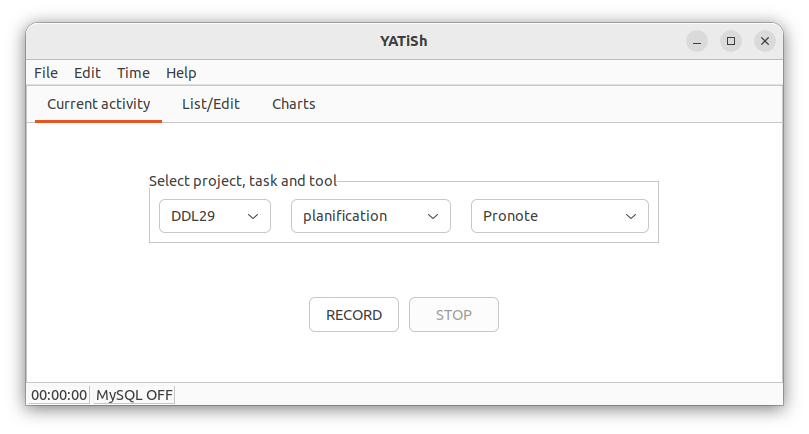 YATiSh
File Edit Time Help
Current activity List/Edit Charts
Select project, task and tool
DDL29 planification Pronote
RECORD STOP
00:00:00 MySQL OFF